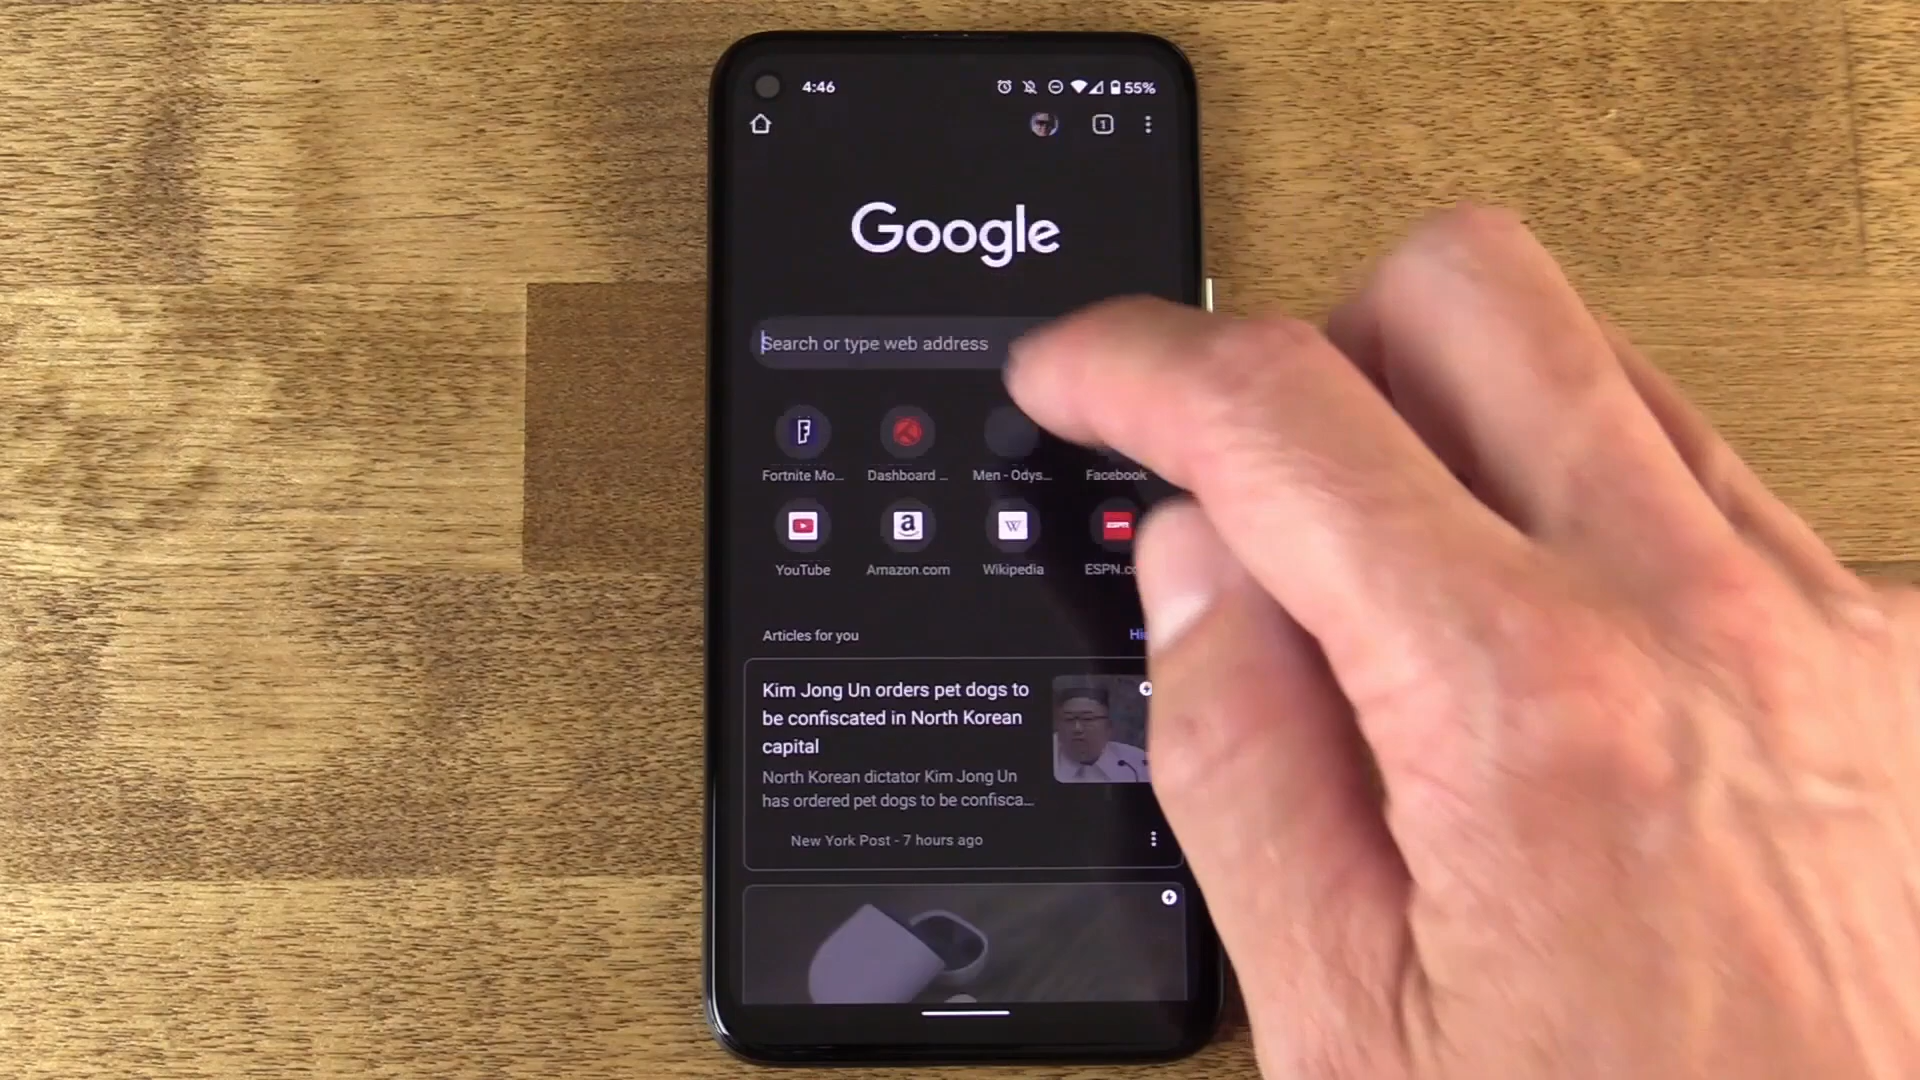 4:46
55%
1
Google
Search or type web address
Fortnite Mo...
Dashboard ...
Men - Odys...
Facebook
YouTube
Amazon.com
Wikipedia
ESPN
Articles for you
Kim Jong Un orders pet dogs to
be confiscated in North Korean
capital
North Korean dictator Kim Jong Un
has ordered pet dogs to be confisca...
New York Post - 7 hours ago